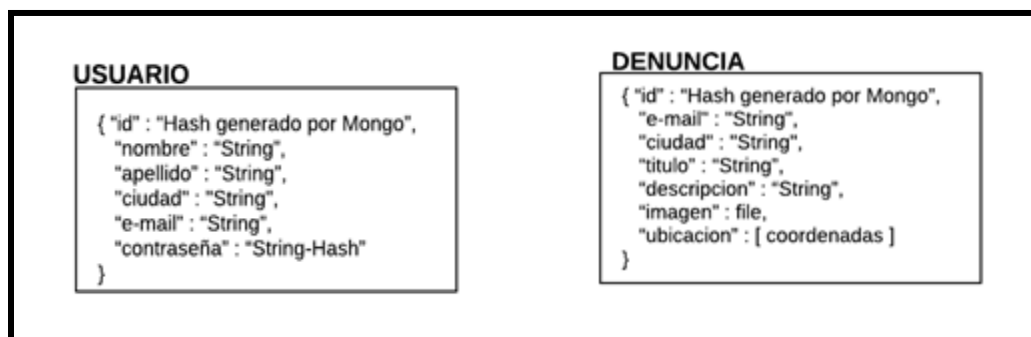 USUARIO
{ “id” : “Hash generado por Mongo”,
“nombre” : “String”,
“apellido” : “String”,
“ciudad” : “String”,
“e-mail” : “String”,
“contraseña” : “String-Hash”
}
DENUNCIA
{ “id” : “Hash generado por Mongo”,
“e-mail” : “String”,
“ciudad” : “String”,
“titulo” : “String”,
“descripcion” : “String”,
“imagen” : file,
“ubicacion” : [ coordenadas ]
}